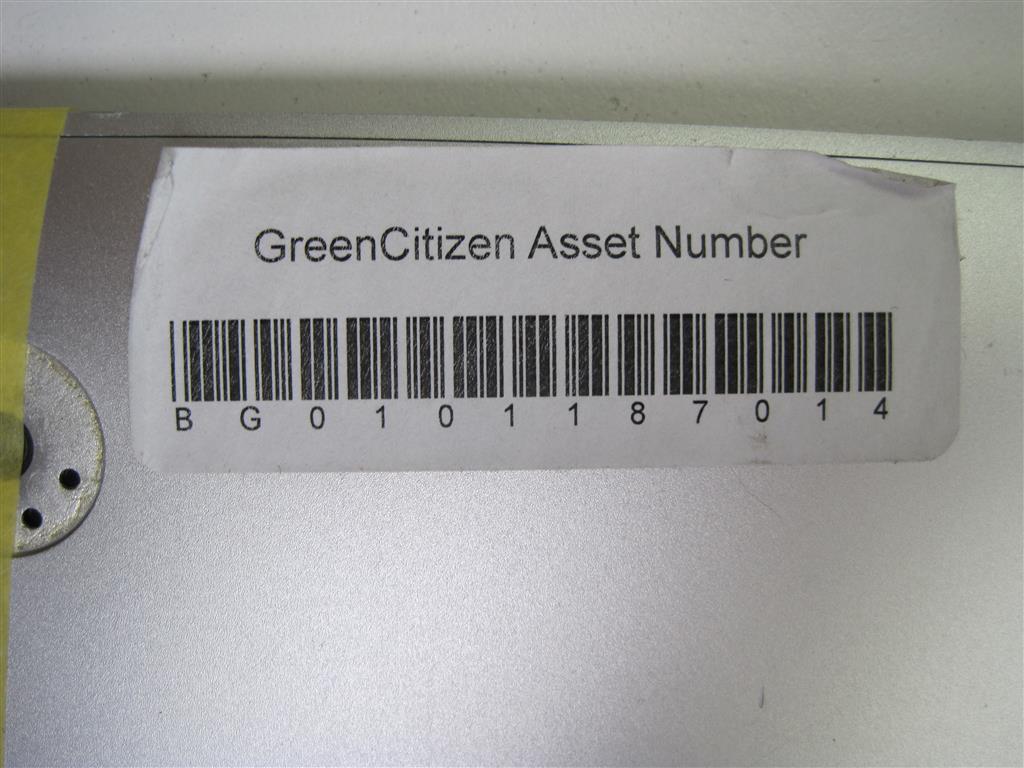 GreenCitizen Asset Number
B G 0 1 0 1 1 8 7 0 1 4